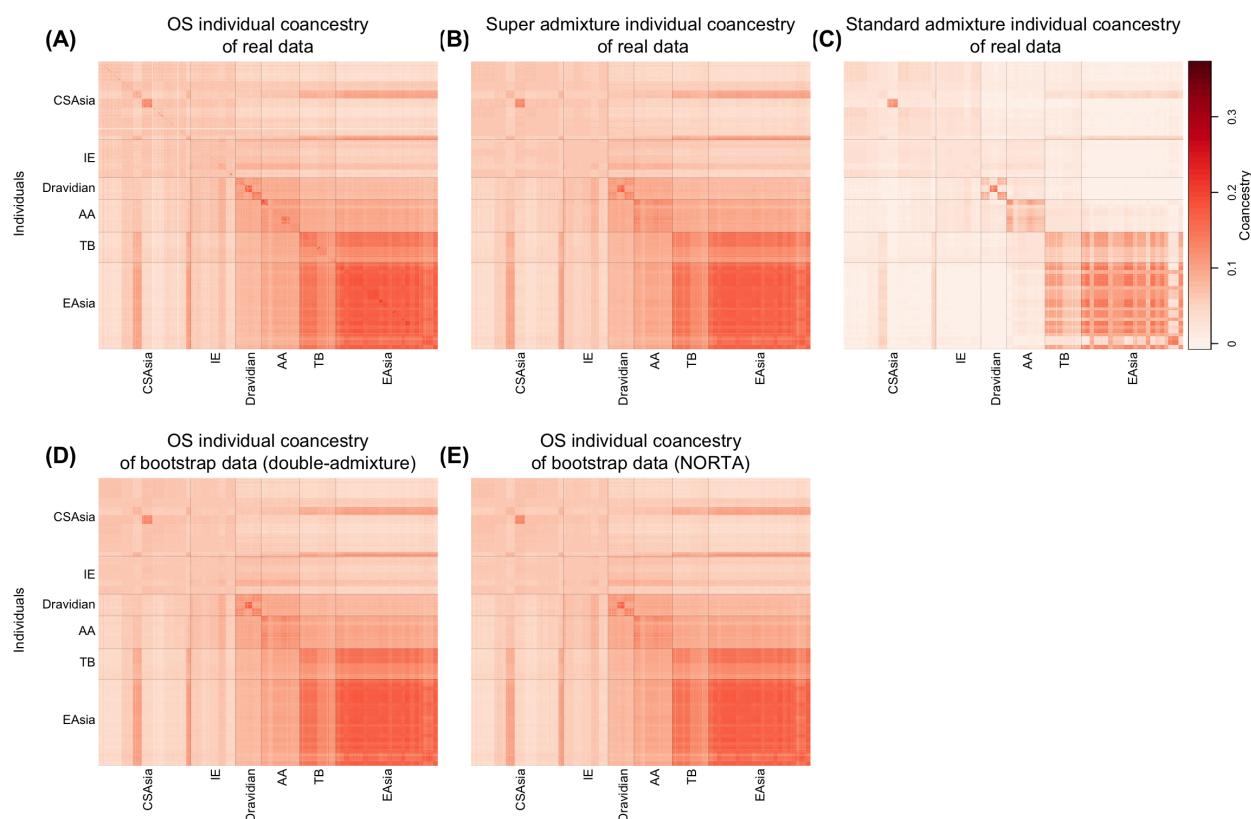 (A)
OS individual coancestry
of real data
(B)
Super admixture individual coancestry
of real data
(C)
Standard admixture individual coancestry
of real data
Individuals
CSAsia
IE
Dravidian
AA
TB
EAsia
CSAsia
IE
Dravidian
AA
TB
EAsia
CSAsia
IE
Dravidian
AA
TB
EAsia
CSAsia
IE
Dravidian
AA
TB
EAsia
0.3
0.2
0.1
0
Coancestry
(D)
OS individual coancestry
of bootstrap data (double-admixture)
(E)
OS individual coancestry
of bootstrap data (NORTA)
Individuals
CSAsia
IE
Dravidian
AA
TB
EAsia
CSAsia
IE
Dravidian
AA
TB
EAsia
CSAsia
IE
Dravidian
AA
TB
EAsia